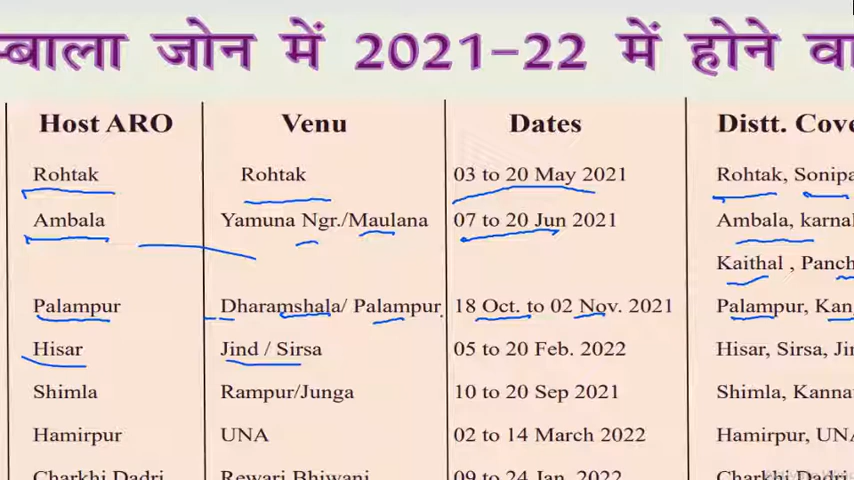 म्बाला जोन में 2021-22 में होने वा
Host ARO Venu Dates Distt. Cove
Rohtak Rohtak 03 to 20 May 2021 Rohtak, Sonipa
Ambala Yamuna Ngr./Maulana 07 to 20 Jun 2021 Ambala, karnal
Kaithal , Panch
Palampur Dharamshala/ Palampur. 18 Oct. to 02 Nov. 2021 Palampur, Kan
Hisar Jind / Sirsa 05 to 20 Feb. 2022 Hisar, Sirsa, Jin
Shimla Rampur/Junga 10 to 20 Sep 2021 Shimla, Kanna
Hamirpur UNA 02 to 14 March 2022 Hamirpur, UNA
Charkhi Dadri Rewari Bhiwani 09 to 24 Jan. 2022 Charkhi Dadri